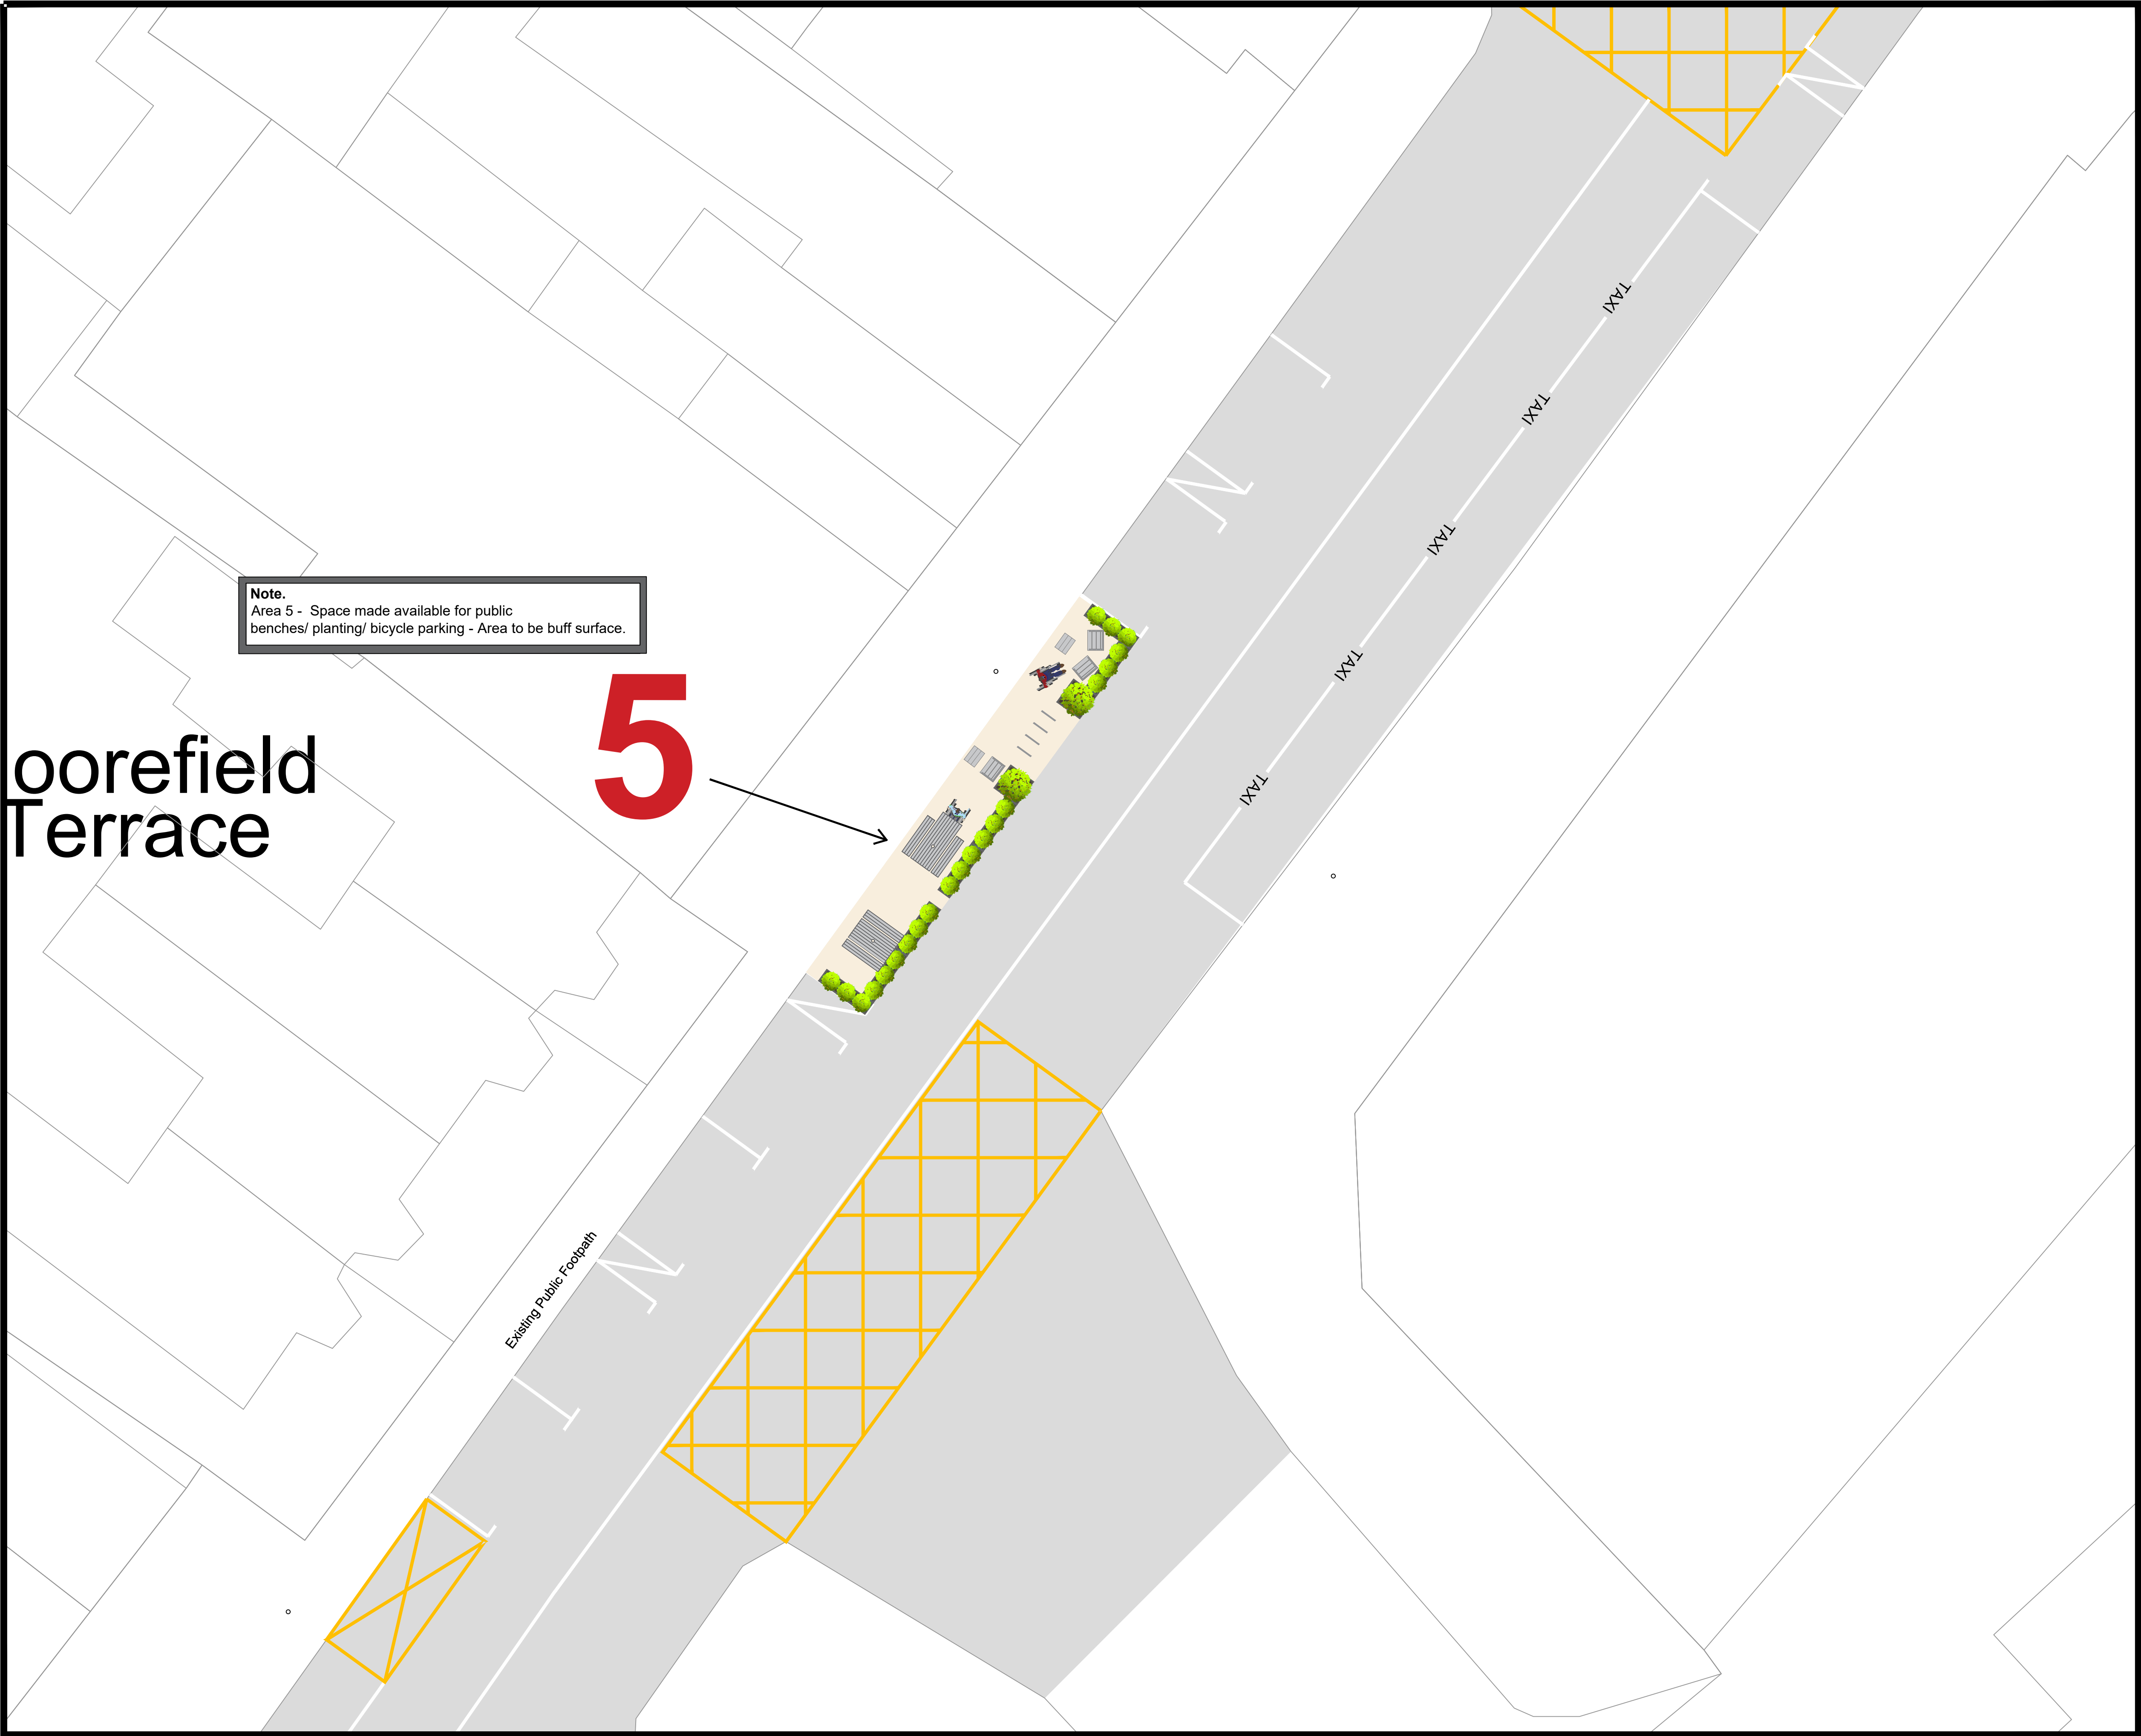 TAXI
TAXI
TAXI
TAXI
TAXI
Note.
Area 5 - Space made available for public
benches/ planting/ bicycle parking - Area to be buff surface.
5
oorefield
Terrace
Existing Public Footpath